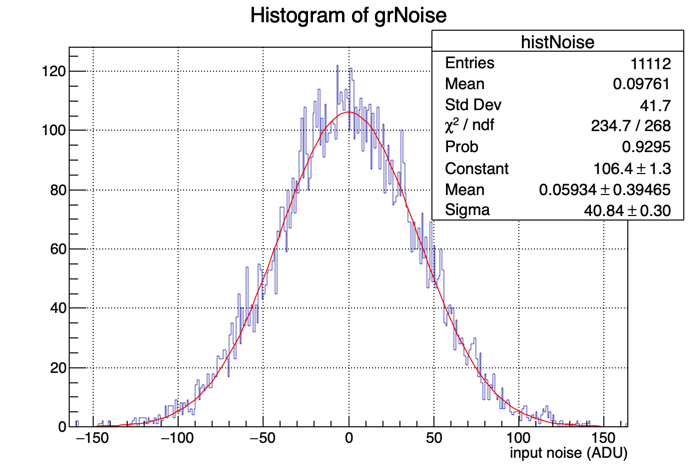 Histogram of grNoise
histNoise
Entries 11112
Mean 0.09761
Std Dev 41.7
χ² / ndf 234.7 / 268
Prob 0.9295
Constant 106.4 ± 1.3
Mean 0.05934 ± 0.39465
Sigma 40.84 ± 0.30
120
100
80
60
40
20
0
−150 −100 −50 0 50 100 150
input noise (ADU)